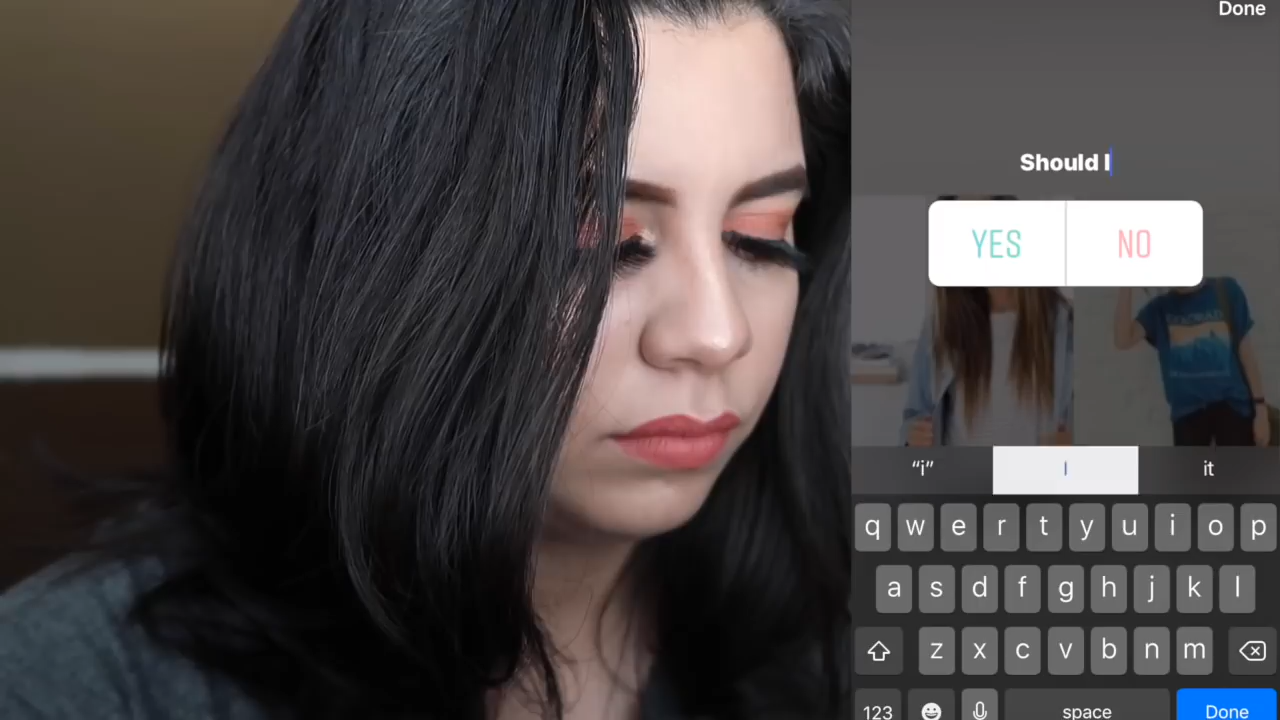 Done
Should I
YES NO
“i” I it
q w e r t y u i o p
a s d f g h j k l
z x c v b n m
123 space Done